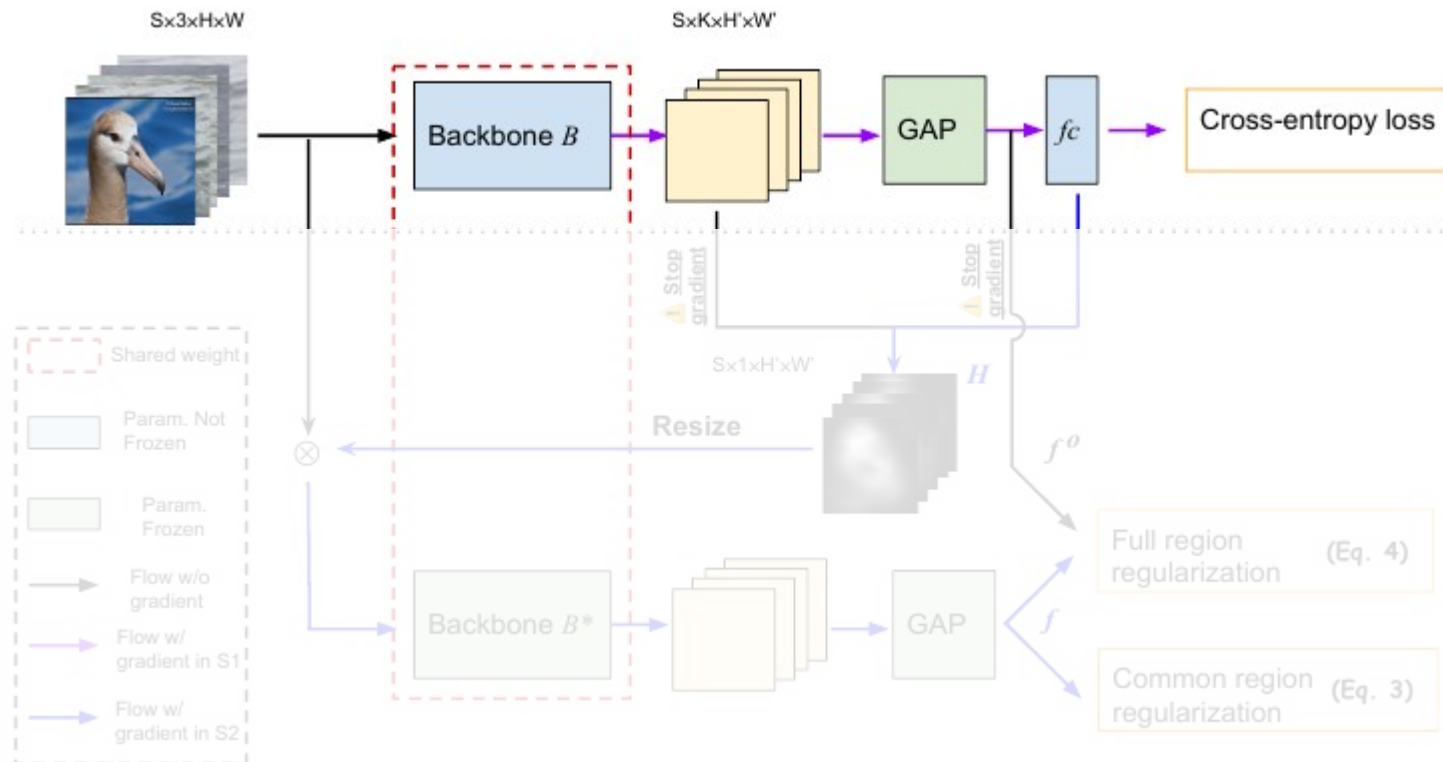 S×3×H×W
S×K×H'×W'
Backbone B
GAP
fc
Cross-entropy loss
Stop
gradient
Stop
gradient
Shared weight
S×1×H'×W'
H
Param. Not
Frozen
Resize
f^o
Param.
Frozen
Full region
regularization
(Eq. 4)
Flow w/o
gradient
Backbone B*
GAP
f
Flow w/
gradient in S1
Common region
regularization
(Eq. 3)
Flow w/
gradient in S2